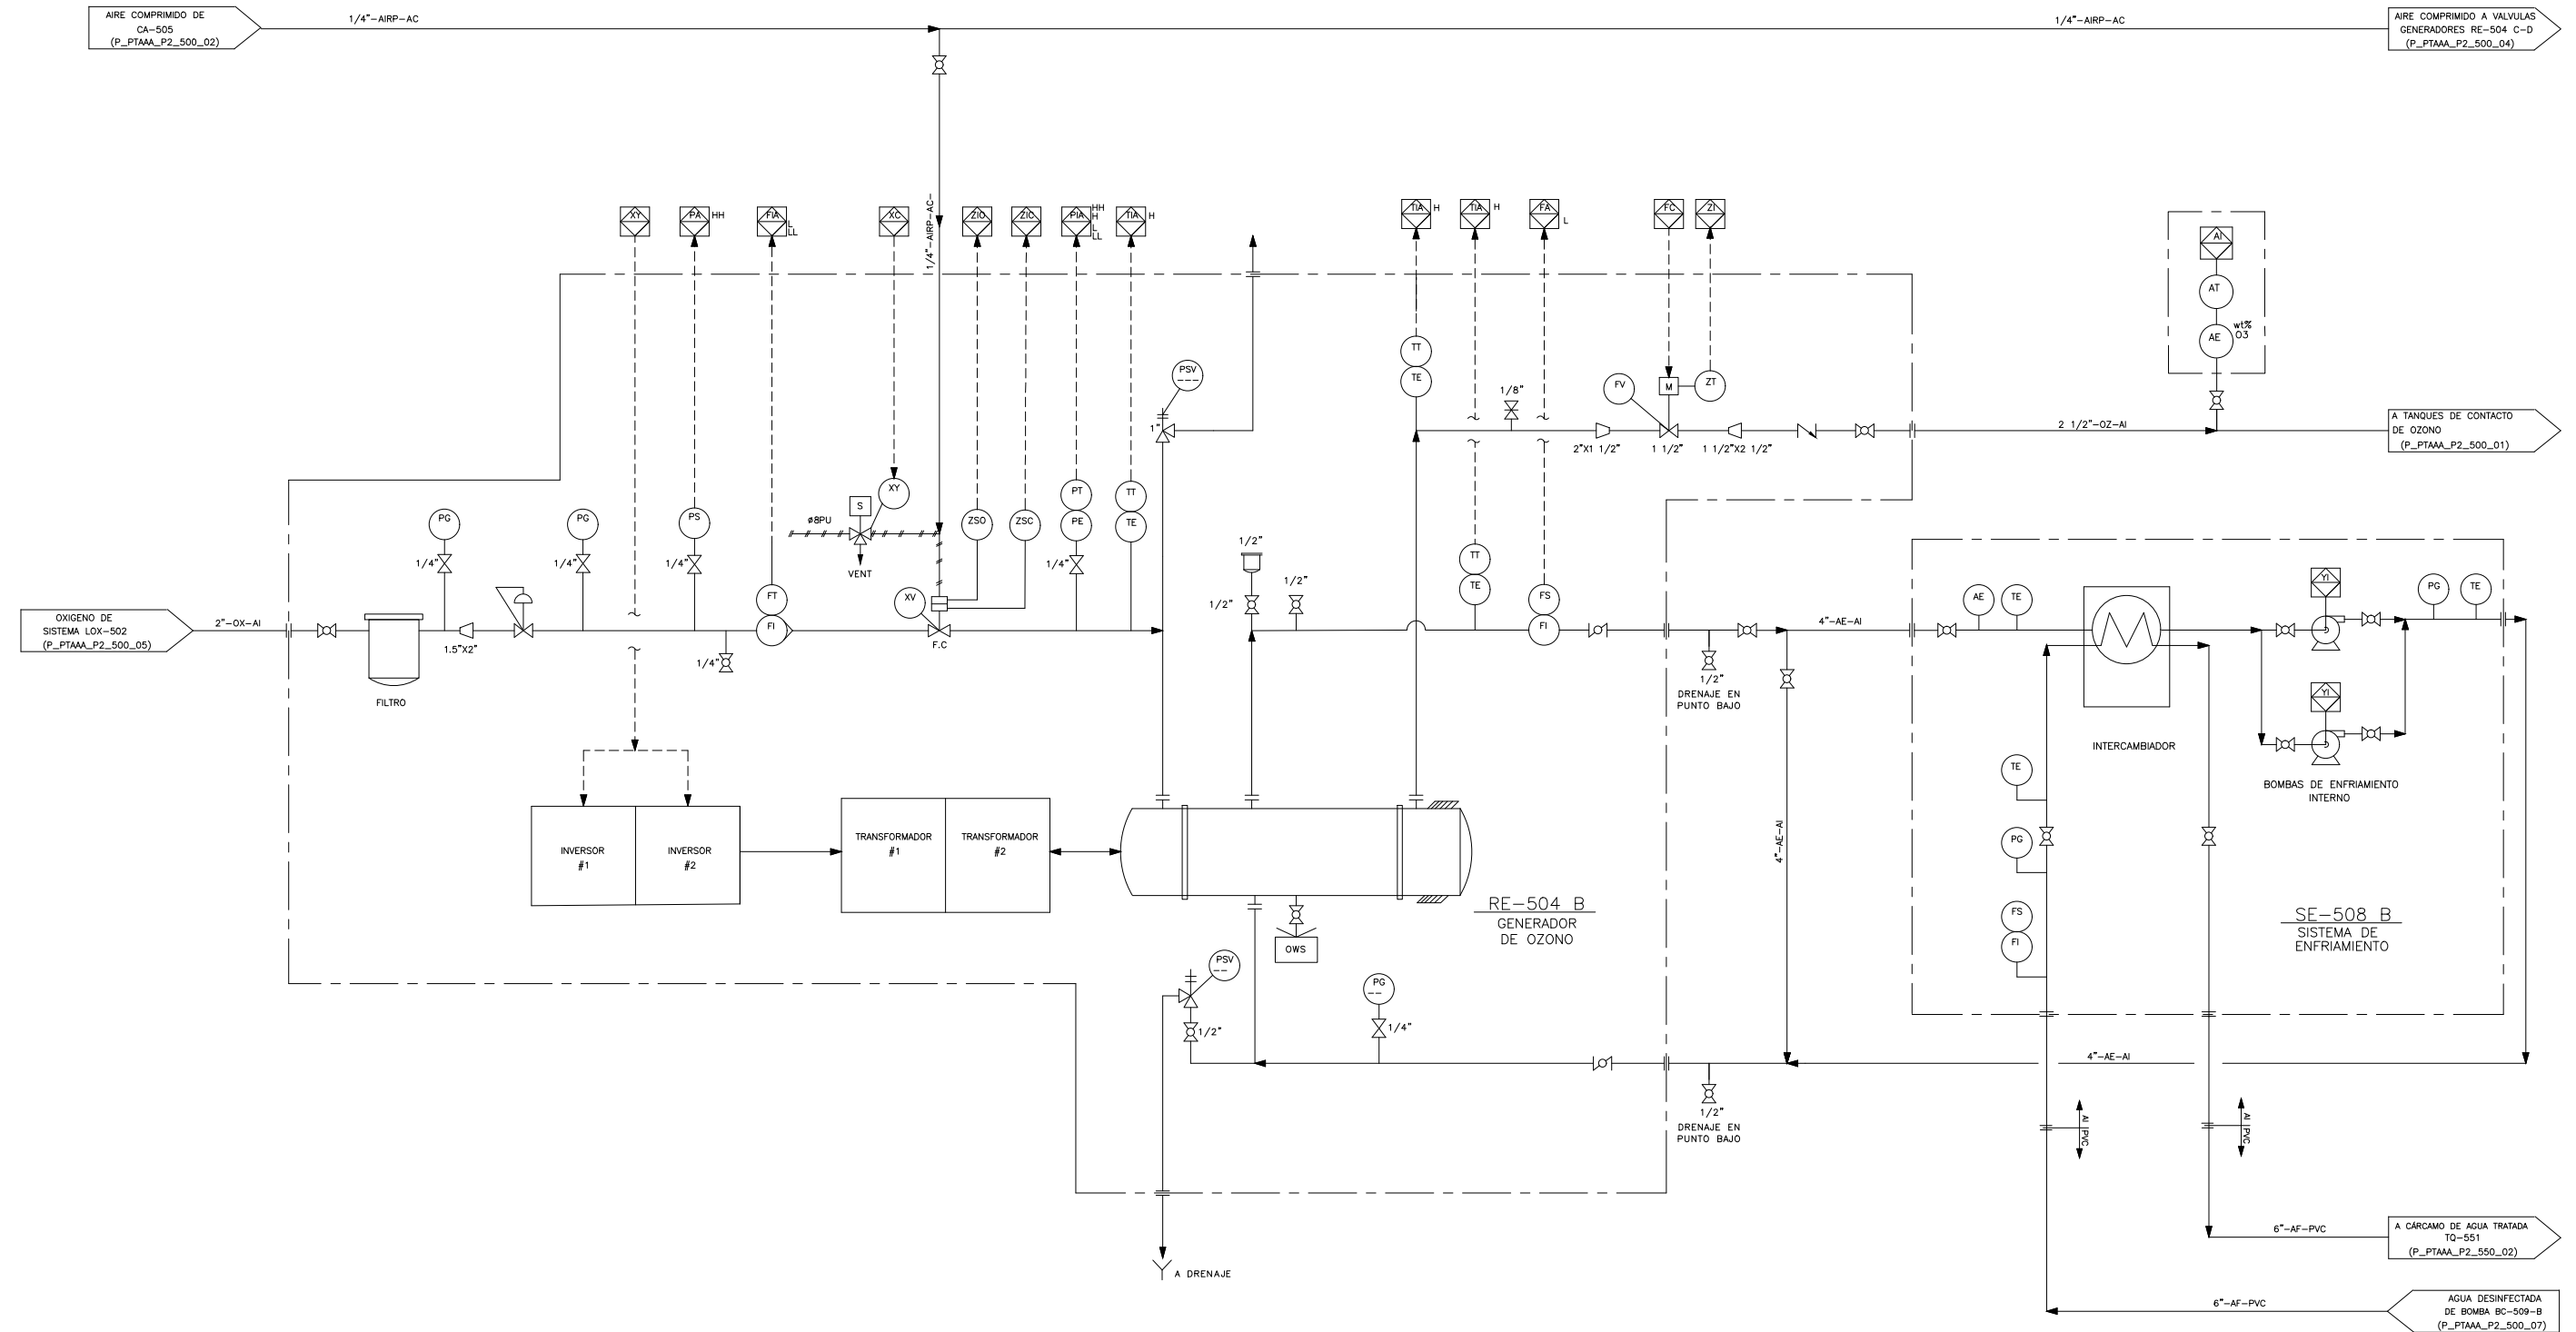 AIRE COMPRIMIDO DE
CA-505
(P_PTAAA_P2_500_02)
1/4"-AIRP-AC
1/4"-AIRP-AC
AIRE COMPRIMIDO A VALVULAS
GENERADORES RE-504 C-D
(P_PTAAA_P2_500_04)
XY
PA
HH
FIA
L
LL
XC
1/4"-AIRP-AC-
ZIO
ZIC
PIA
HH
H
L
LL
TIA
H
TIA
H
TIA
H
FA
L
FC
ZI
AI
AT
AE
wt%
O3
PSV
---
1"
TT
TE
1/8"
FV
M
ZT
2"X1 1/2"
1 1/2"
1 1/2"X2 1/2"
2 1/2"-OZ-AI
A TANQUES DE CONTACTO
DE OZONO
(P_PTAAA_P2_500_01)
PG
1/4"
PG
1/4"
PS
1/4"
FT
FI
S
XY
ø8PU
VENT
XV
F.C
ZSO
ZSC
PT
PE
1/4"
TT
TE
1/2"
1/2"
1/2"
TT
TE
FS
FI
OXIGENO DE
SISTEMA LOX-502
(P_PTAAA_P2_500_05)
2"-OX-AI
FILTRO
1.5"X2"
1/4"
1/2"
DRENAJE EN
PUNTO BAJO
4"-AE-AI
4"-AE-AI
AE
TE
INTERCAMBIADOR
YI
YI
PG
TE
BOMBAS DE ENFRIAMIENTO
INTERNO
TE
PG
FS
FI
SE-508 B
SISTEMA DE
ENFRIAMIENTO
INVERSOR
#1
INVERSOR
#2
TRANSFORMADOR
#1
TRANSFORMADOR
#2
RE-504 B
GENERADOR
DE OZONO
OWS
PSV
--
1/2"
PG
--
1/4"
4"-AE-AI
1/2"
DRENAJE EN
PUNTO BAJO
AI
PVC
AI
PVC
A DRENAJE
6"-AF-PVC
A CÁRCAMO DE AGUA TRATADA
TQ-551
(P_PTAAA_P2_550_02)
6"-AF-PVC
AGUA DESINFECTADA
DE BOMBA BC-509-B
(P_PTAAA_P2_500_07)